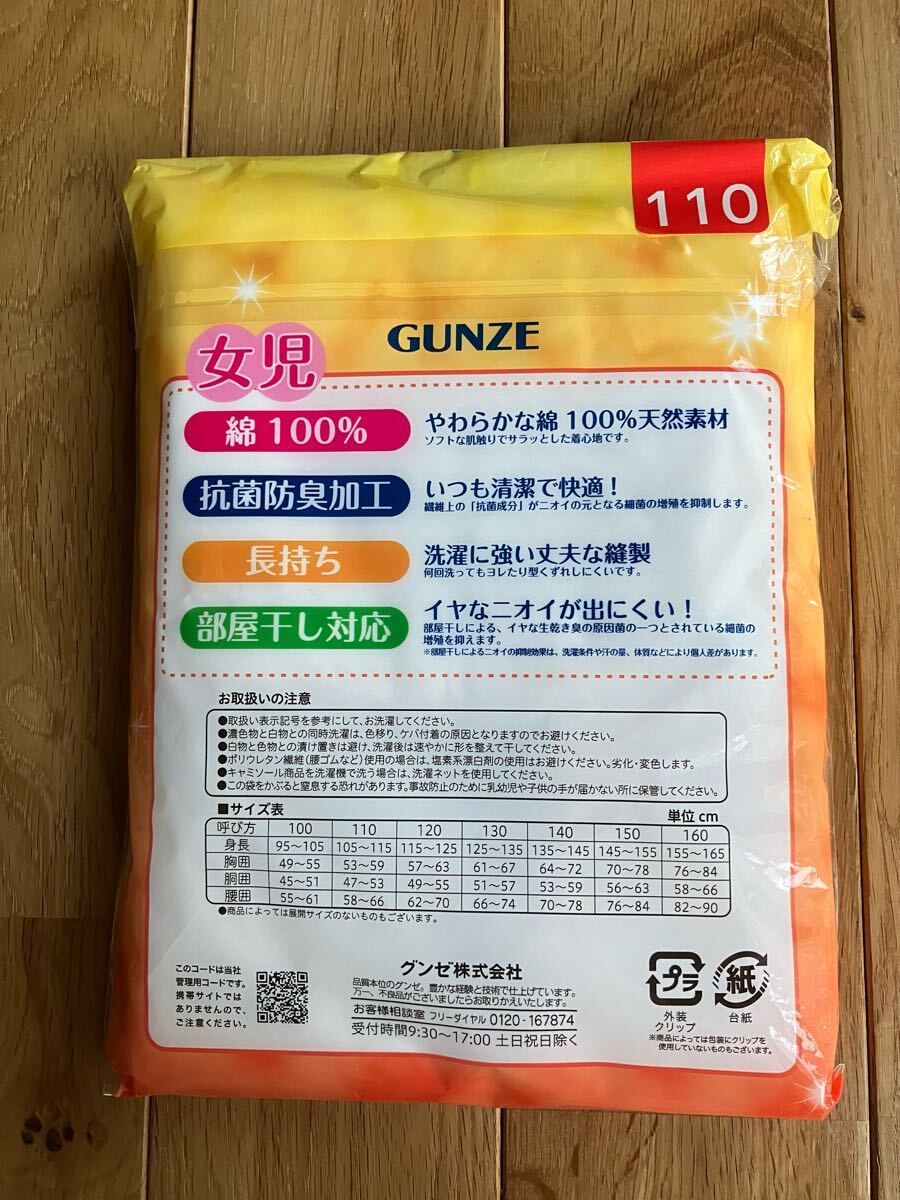 110
GUNZE
女児
綿100%
やわらかな綿100%天然素材
ソフトな肌触りでサラッとした着心地です。
抗菌防臭加工
いつも清潔で快適！
繊維上の「抗菌成分」がニオイの元となる細菌の増殖を抑制します。
長持ち
洗濯に強い丈夫な縫製
何回洗ってもヨレたり型くずれしにくいです。
部屋干し対応
イヤなニオイが出にくい！
部屋干しによる、イヤな生乾き臭の原因菌の一つとされている細菌の
増殖を抑えます。
※部屋干しによるニオイの抑制効果は、洗濯条件や汗の量、体質などにより個人差があります。
お取扱いの注意
●取扱い表示記号を参考にして、お洗濯してください。
●濃色物と白物との同時洗濯は、色移り、ケバ付着の原因となりますのでお避けください。
●白物と色物との漬け置きは避け、洗濯後は速やかに形を整えて干してください。
●ポリウレタン繊維（腰ゴムなど）使用の場合は、塩素系漂白剤の使用はお避けください。劣化・変色します。
●キャミソール商品を洗濯機で洗う場合は、洗濯ネットを使用してください。
●この袋をかぶると窒息する恐れがあります。事故防止のために乳幼児や子供の手が届かない所に保管してください。
■サイズ表 単位 cm
呼び方 100 110 120 130 140 150 160
身長 95～105 105～115 115～125 125～135 135～145 145～155 155～165
胸囲 49～55 53～59 57～63 61～67 64～72 70～78 76～84
胴囲 45～51 47～53 49～55 51～57 53～59 56～63 58～66
腰囲 55～61 58～66 62～70 66～74 70～78 76～84 82～90
●商品によっては展開サイズのないものもございます。
このコードは当社
管理用コードです。
携帯サイトでは
ありませんので、
ご注意ください。
グンゼ株式会社
品質本位のグンゼ。豊かな経験と技術で仕上げています。
万一、不良品がございましたらお取りかえいたします。
お客様相談室 フリーダイヤル 0120-167874
受付時間9:30～17:00 土日祝日除く
プラ
外装
クリップ
紙
台紙
※商品によっては包装にクリップを
使用していないものもございます。